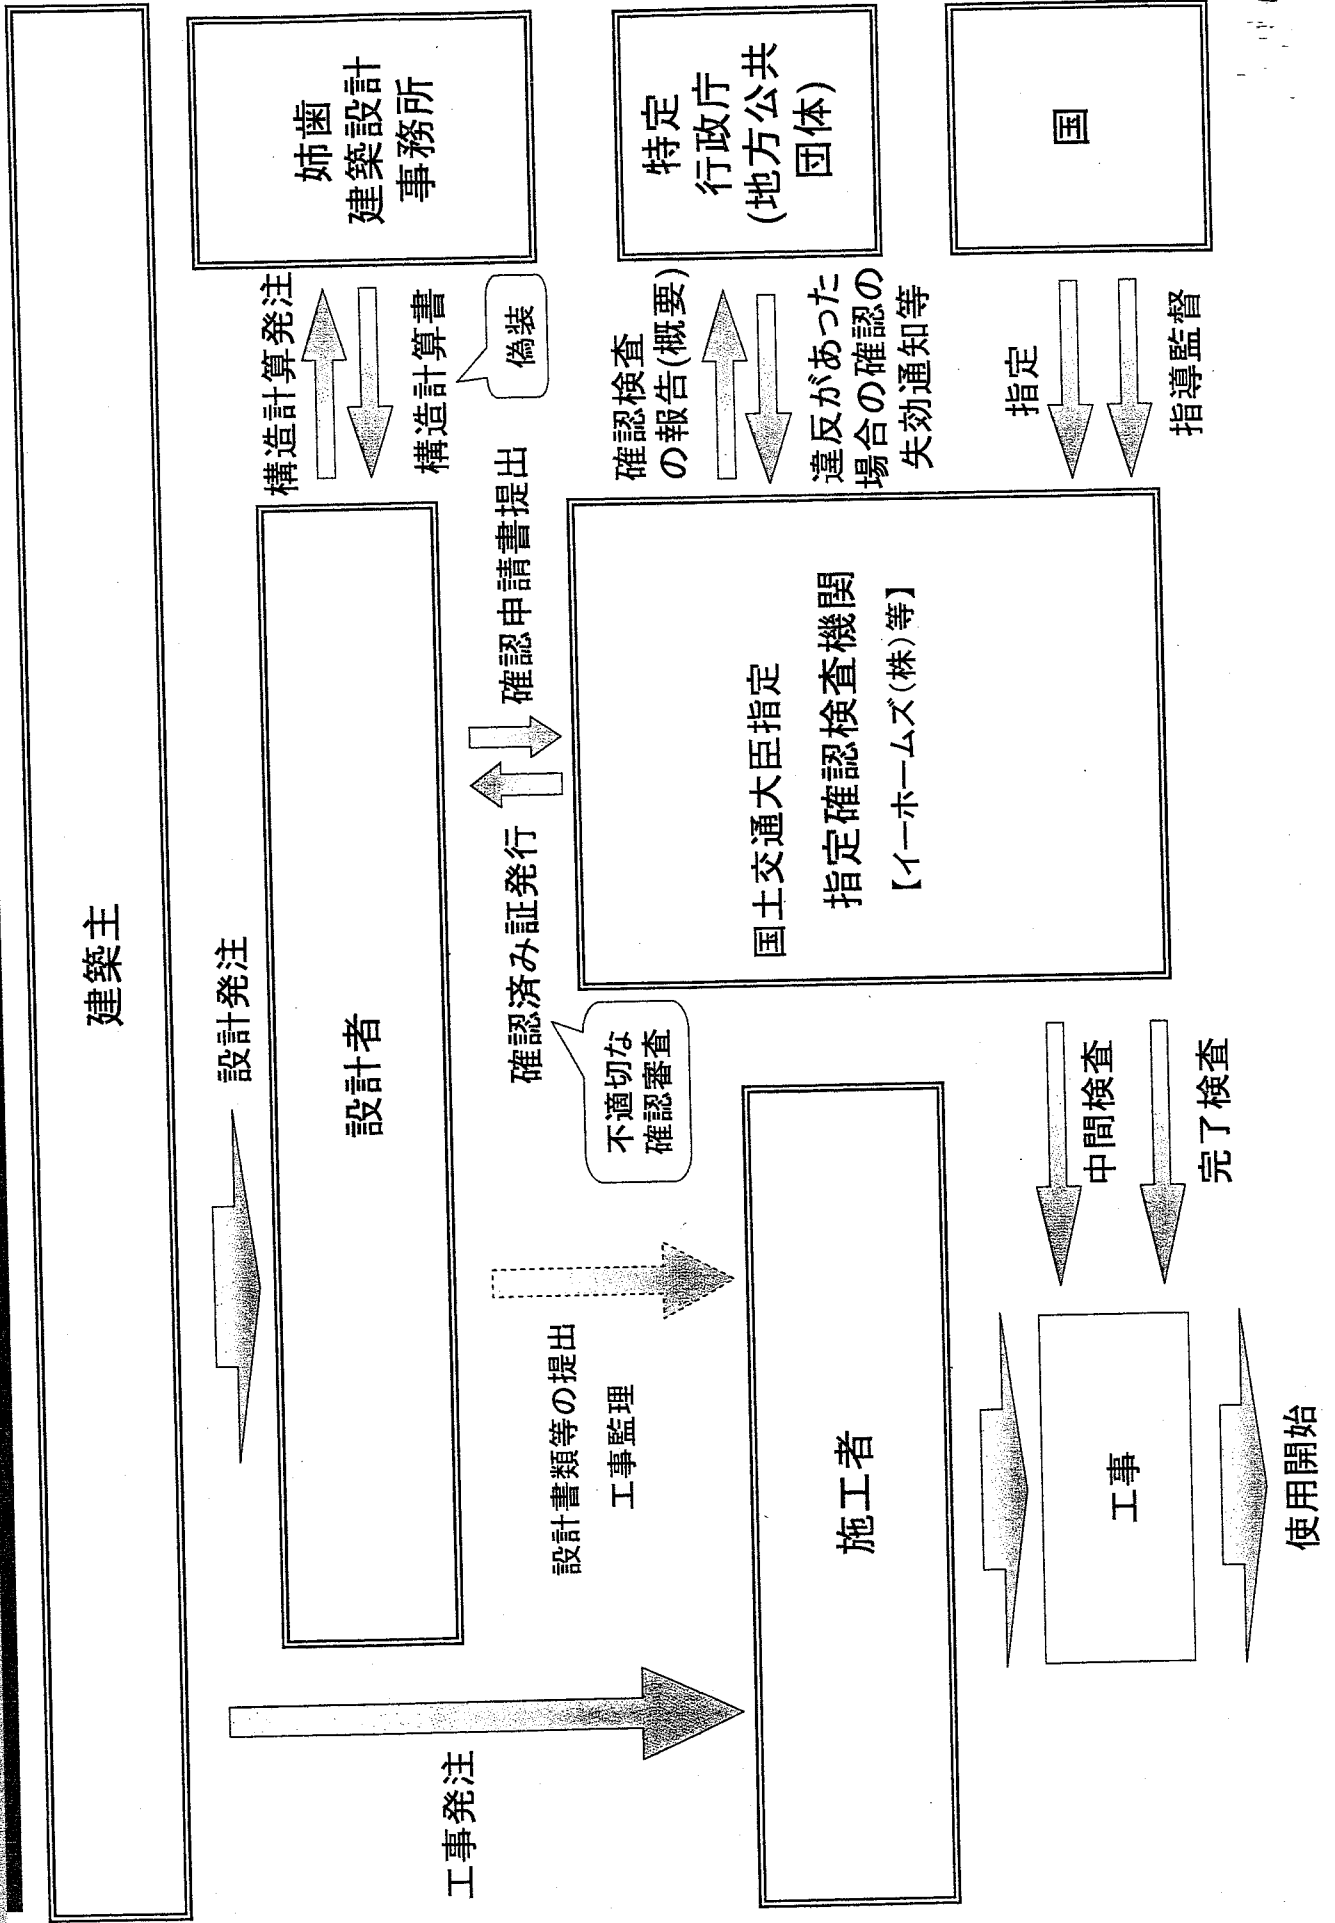 建築主
設計発注
設計者
構造計算発注
構造計算書
偽装
姉歯
建築設計
事務所
工事発注
設計書類等の提出
工事監理
確認済み証発行
不適切な
確認審査
確認申請書提出
国土交通大臣指定
指定確認検査機関
【イーホームズ(株)等】
確認検査
の報告(概要)
違反があった
場合の確認の
失効通知等
特定
行政庁
(地方公共
団体)
指定
指導監督
国
施工者
中間検査
完了検査
工事
使用開始